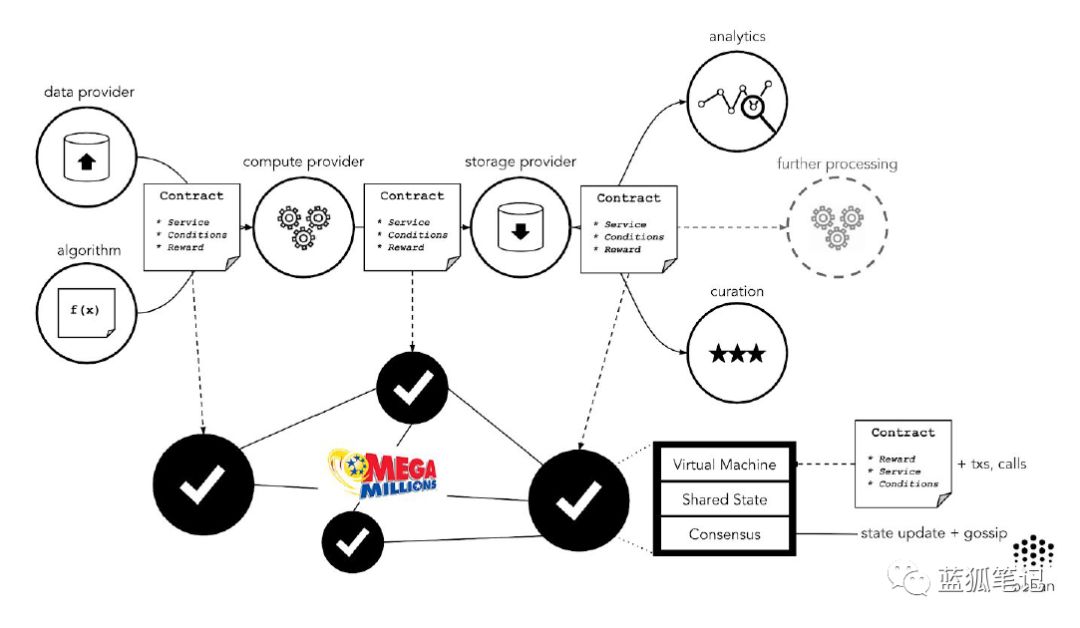 analytics
data provider
compute provider
storage provider
further processing
Contract
* Service
* Conditions
* Reward
Contract
* Service
* Conditions
* Reward
Contract
* Service
* Conditions
* Reward
algorithm
f(x)
curation
MEGA
MILLIONS
Virtual Machine
Shared State
Consensus
Contract
* Reward
* Service
* Conditions
+ txs, calls
state update + gossip
蓝狐笔记